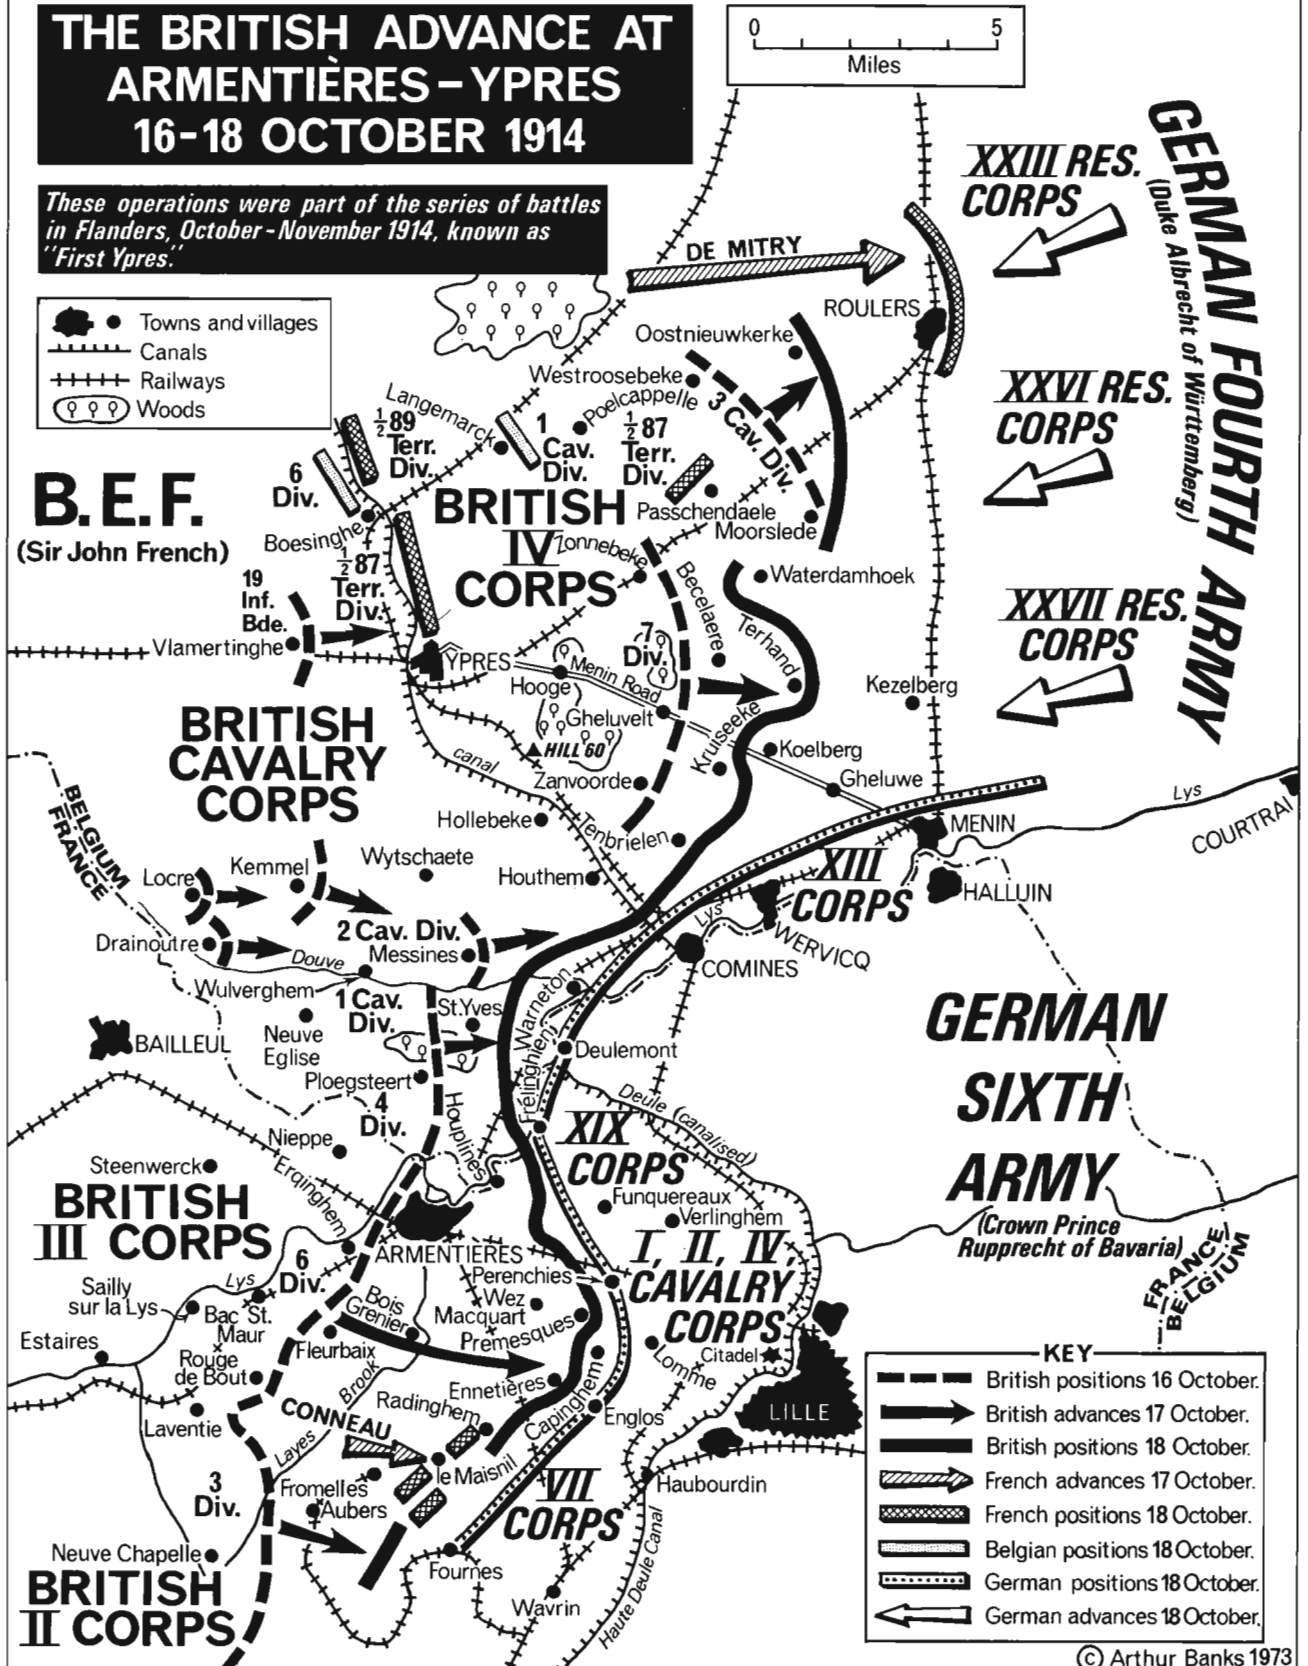 THE BRITISH ADVANCE AT
ARMENTIÈRES – YPRES
16-18 OCTOBER 1914
These operations were part of the series of battles
in Flanders, October - November 1914, known as
"First Ypres."
0 5
Miles
Towns and villages
Canals
Railways
Woods
GERMAN FOURTH ARMY
(Duke Albrecht of Württemberg)
XXIII RES.
CORPS
DE MITRY
ROULERS
Oostnieuwkerke
Westroosebeke
Poelcappelle
3 Cav. Div.
XXVI RES.
CORPS
Langemarck
½ 89
Terr.
Div.
1
Cav.
Div.
½ 87
Terr.
Div.
6
Div.
B.E.F.
(Sir John French)
Boesinghe
BRITISH
IV
CORPS
Passchendaele
Moorslede
Zonnebeke
½ 87
Terr.
Div.
19
Inf.
Bde.
Vlamertinghe
YPRES
Becelaere
Waterdamhoek
Terhand
XXVII RES.
CORPS
7
Div.
Menin Road
Hooge
Gheluvelt
HILL 60
Kezelberg
Kruiseeke
Koelberg
Gheluwe
Zanvoorde
BRITISH
CAVALRY
CORPS
canal
Hollebeke
Tenbrielen
BELGIUM
FRANCE
MENIN
Lys
COURTRAI
Kemmel
Wytschaete
Locre
Houthem
XIII
CORPS
HALLUIN
Lys
WERVICQ
COMINES
2 Cav. Div.
Drainoutre
Messines
Douve
Wulverghem
1 Cav.
Div.
St.Yves
Warneton
GERMAN
SIXTH
ARMY
(Crown Prince
Rupprecht of Bavaria)
BAILLEUL
Neuve
Eglise
Ploegsteert
Deulemont
Frelinghien
Deule (canalised)
4
Div.
Houplines
Nieppe
Erqinghem
Steenwerck
XIX
CORPS
BRITISH
III CORPS
Funquereaux
Verlinghem
ARMENTIERES
I, II, IV,
CAVALRY
CORPS
FRANCE
BELGIUM
6
Div.
Perenchies
Sailly
sur la Lys
Lys
Bac St.
Maur
Bois
Grenier
Wez
Macquart
Premesques
Estaires
Rouge
de Bout
Fleurbaix
Lomme
Citadel
Brook
Radinghem
Ennetières
Capinghem
LILLE
Laventie
CONNEAU
Englos
Layes
le Maisnil
Haubourdin
3
Div.
Fromelles
Aubers
VII
CORPS
Neuve Chapelle
BRITISH
II CORPS
Fournes
Wavrin
Haute Deule Canal
KEY
British positions 16 October.
British advances 17 October.
British positions 18 October.
French advances 17 October.
French positions 18 October.
Belgian positions 18 October.
German positions 18 October.
German advances 18 October.
© Arthur Banks 1973